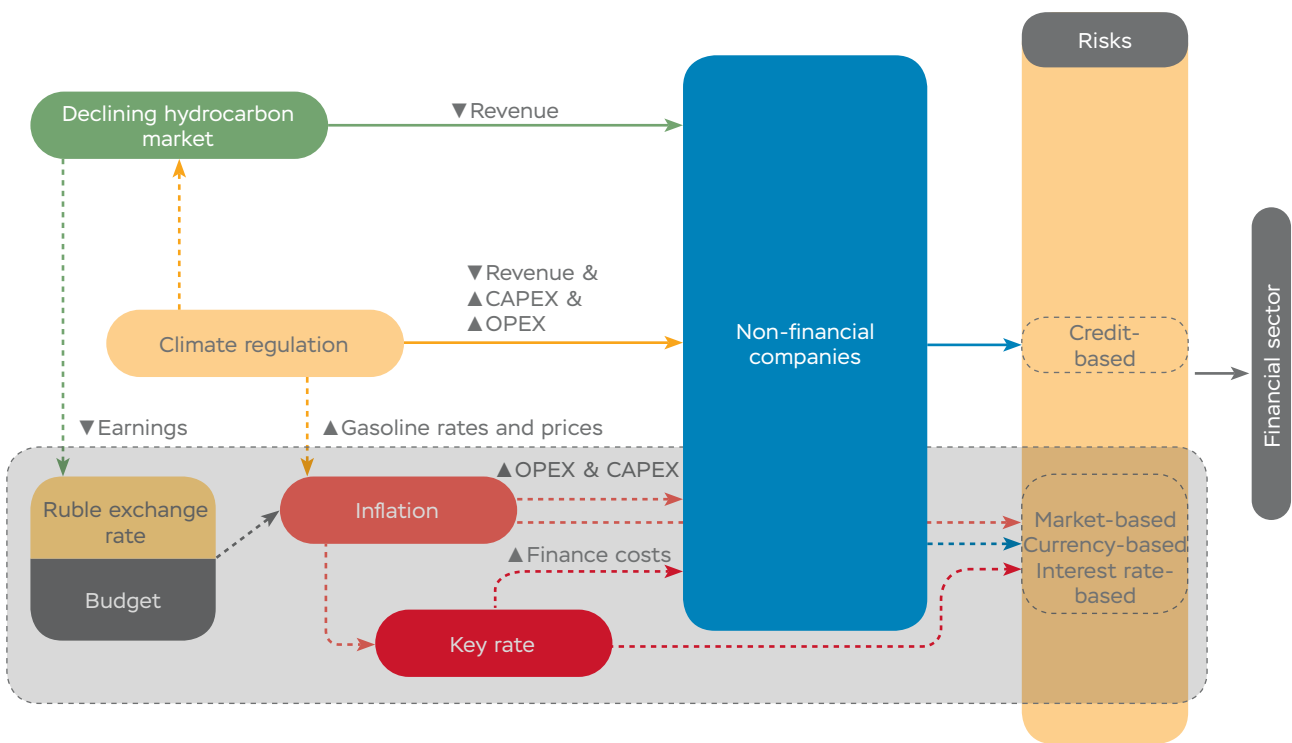 Risks
Declining hydrocarbon
market
▼Revenue
▼Revenue &
▲CAPEX &
▲OPEX
Climate regulation
Non-financial
companies
Credit-
based
Financial sector
▼Earnings
▲Gasoline rates and prices
▲OPEX & CAPEX
Ruble exchange
rate
Budget
Inflation
▲Finance costs
Key rate
Market-based
Currency-based
Interest rate-
based